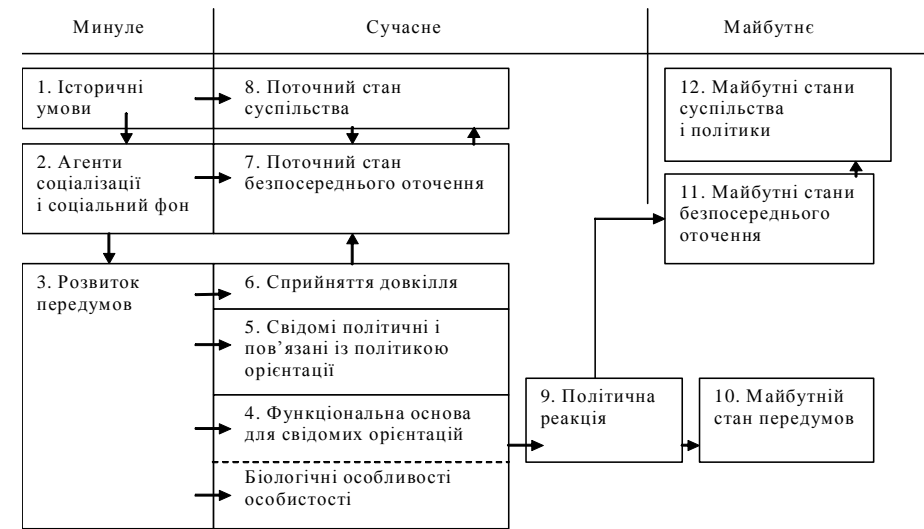 Минуле
Сучасне
Майбутнє
1. Історичні
умови
8. Поточний стан
суспільства
12. Майбутні стани
суспільства
і політики
2. Агенти
соціалізації
і соціальний фон
7. Поточний стан
безпосереднього оточення
11. Майбутні стани
безпосереднього
оточення
3. Розвиток
передумов
6. Сприйняття довкілля
5. Свідомі політичні і
пов’язані із політикою
орієнтації
4. Функціональна основа
для свідомих орієнтацій
Біологічні особливості
особистості
9. Політична
реакція
10. Майбутній
стан передумов